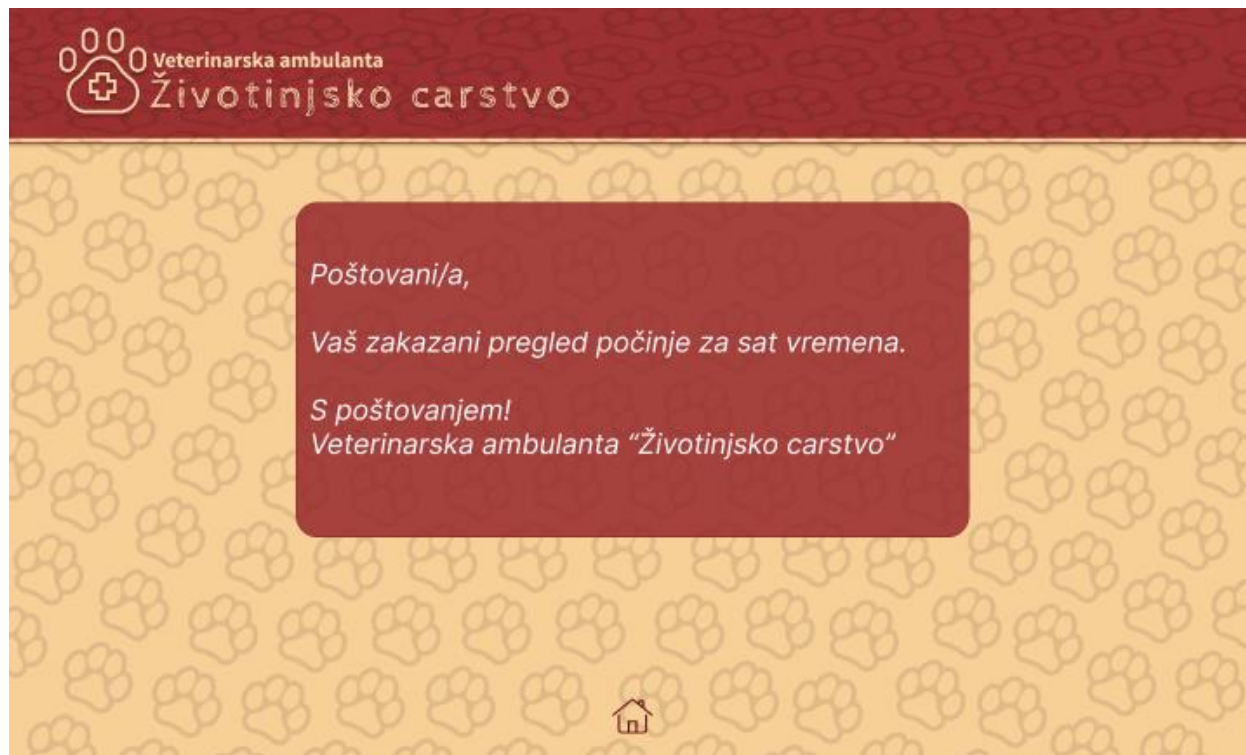 Veterinarska ambulanta
Životinjsko carstvo
Poštovani/a,
Vaš zakazani pregled počinje za sat vremena.
S poštovanjem!
Veterinarska ambulanta “Životinjsko carstvo”